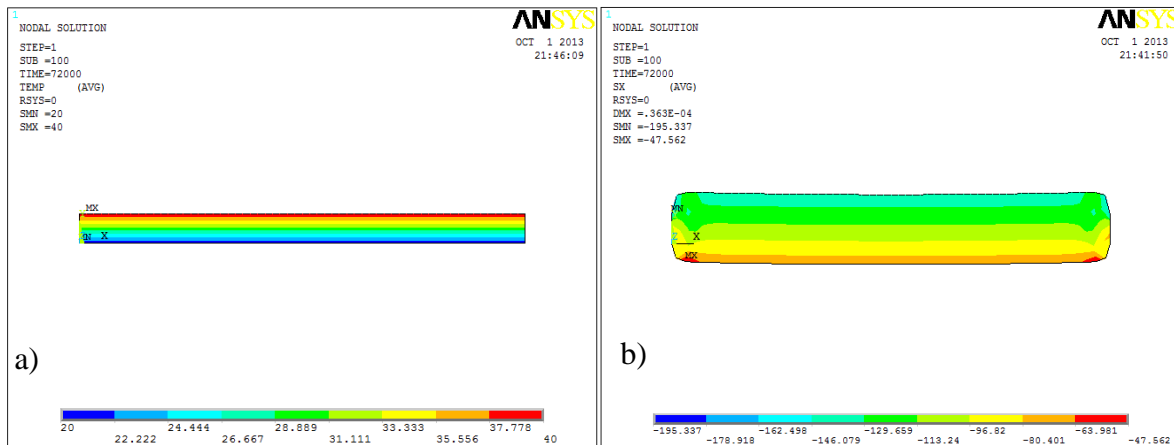 1
NODAL SOLUTION
STEP=1
SUB =100
TIME=72000
TEMP (AVG)
RSYS=0
SMN =20
SMX =40
ANSYS
OCT 1 2013
21:46:09
MX
MN X
a)
20 24.444 28.889 33.333 37.778
22.222 26.667 31.111 35.556 40
1
NODAL SOLUTION
STEP=1
SUB =100
TIME=72000
SX (AVG)
RSYS=0
DMX =.363E-04
SMN =-195.337
SMX =-47.562
ANSYS
OCT 1 2013
21:41:50
MN
Z X
MX
b)
-195.337 -162.498 -129.659 -96.82 -63.981
-178.918 -146.079 -113.24 -80.401 -47.562